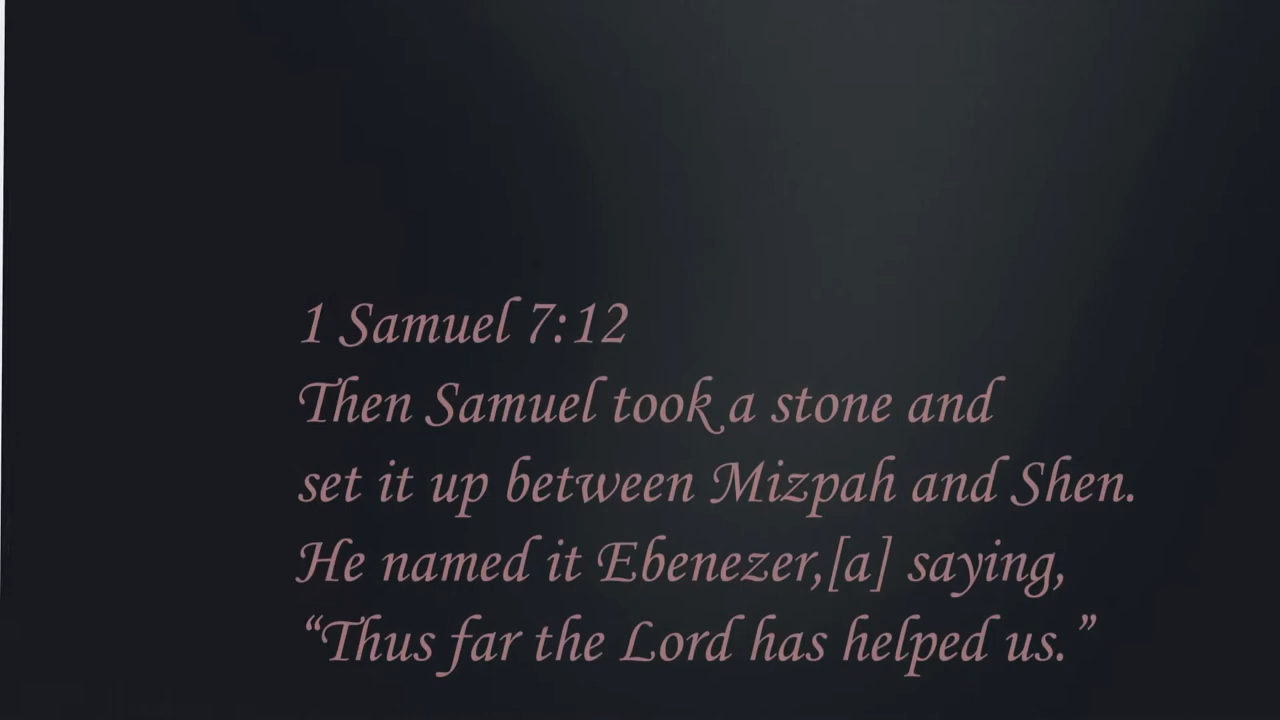 1 Samuel 7:12
Then Samuel took a stone and
set it up between Mizpah and Shen.
He named it Ebenezer,[a] saying,
“Thus far the Lord has helped us.”